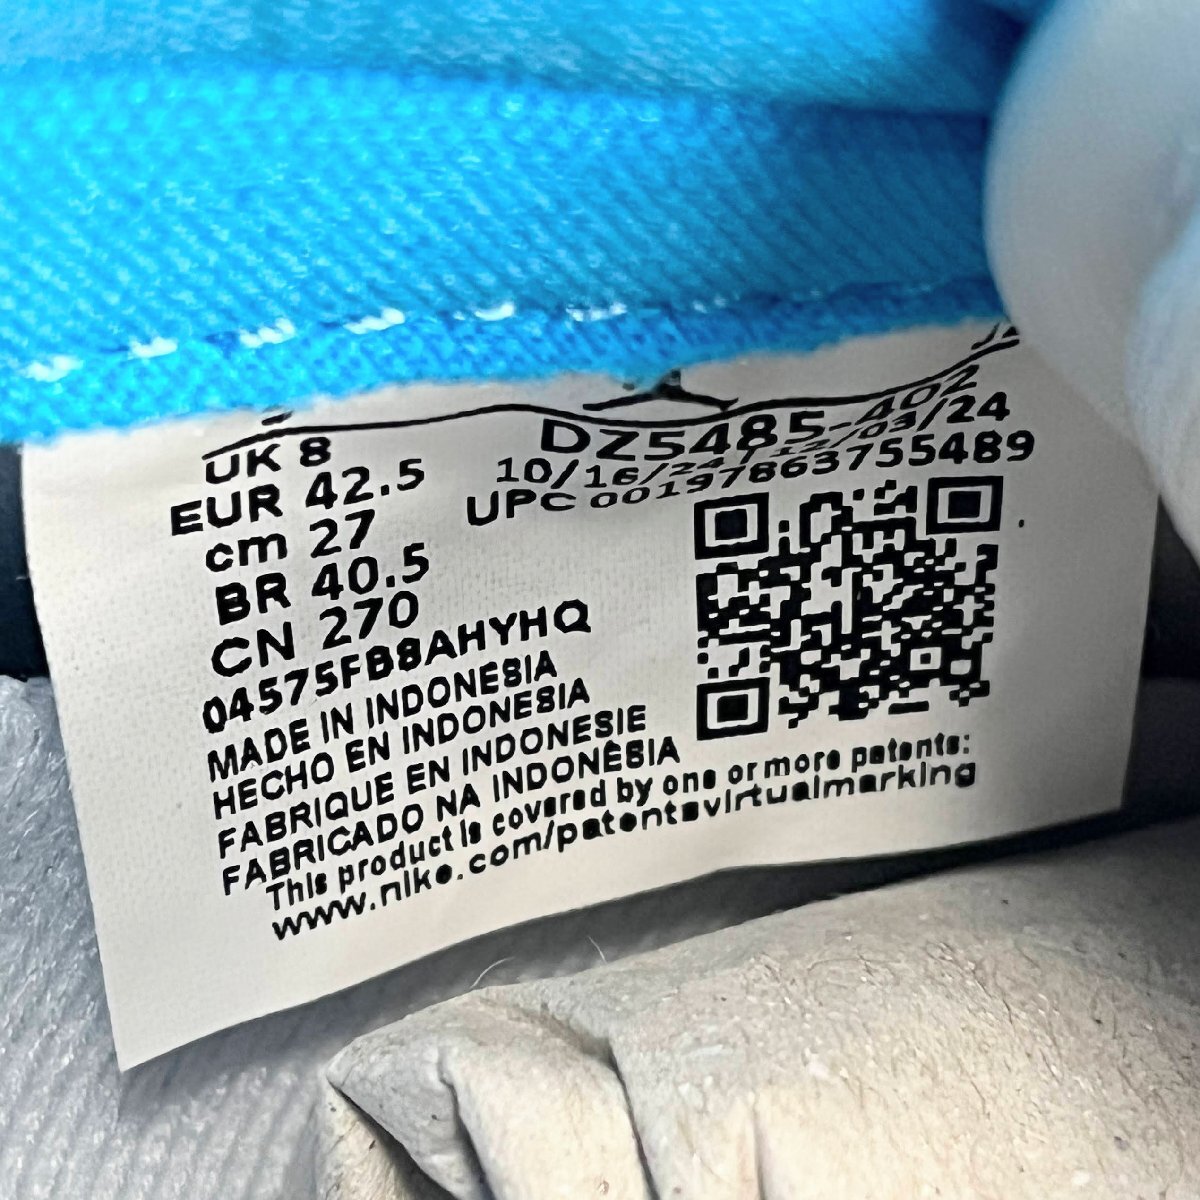 UK 8
EUR 42.5
cm 27
BR 40.5
CN 270
DZ5485-402
10/16/24 12/03/24
UPC 00197863755489
04575FB8AHYHQ
MADE IN INDONESIA
HECHO EN INDONESIA
FABRIQUE EN INDONESIE
FABRICADO NA INDONÉSIA
This product is covered by one or more patents:
www.nike.com/patentsvirtualmarking